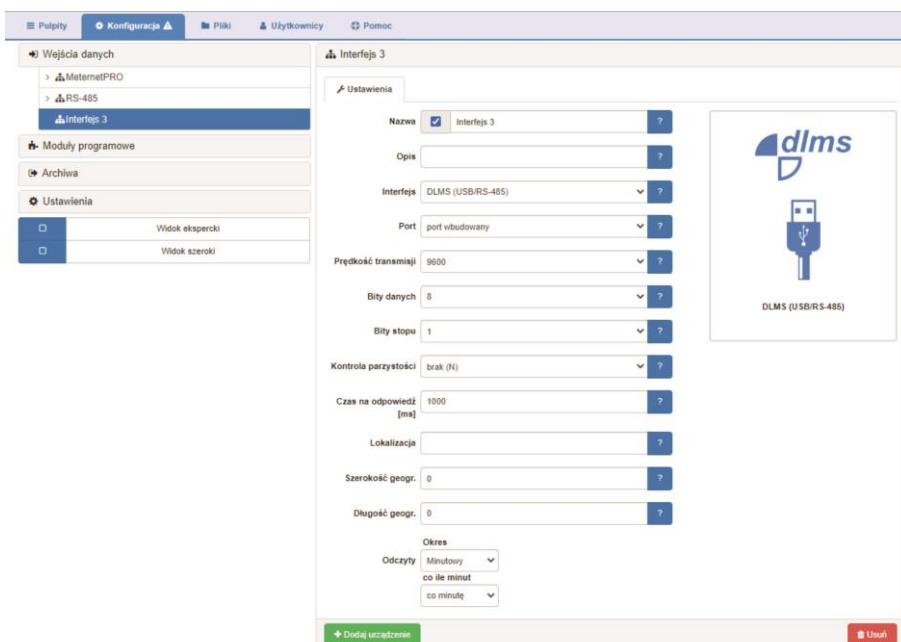 Pulpity
Konfiguracja
Pliki
Użytkownicy
Pomoc
Wejścia danych
MeternetPRO
RS-485
Interfejs 3
Moduły programowe
Archiwa
Ustawienia
Widok ekspercki
Widok szeroki
Interfejs 3
Ustawienia
Nazwa Interfejs 3 ?
Opis ?
Interfejs DLMS (USB/RS-485) ?
Port port wbudowany ?
Prędkość transmisji 9600 ?
Bity danych 8 ?
Bity stopu 1 ?
Kontrola parzystości brak (N) ?
Czas na odpowiedź 1000 ?
[ms]
Lokalizacja ?
Szerokość geogr. 0 ?
Długość geogr. 0 ?
Okres
Odczyty Minutowy
co ile minut
co minutę
+ Dodaj urządzenie
Usuń
dlms
DLMS (USB/RS-485)